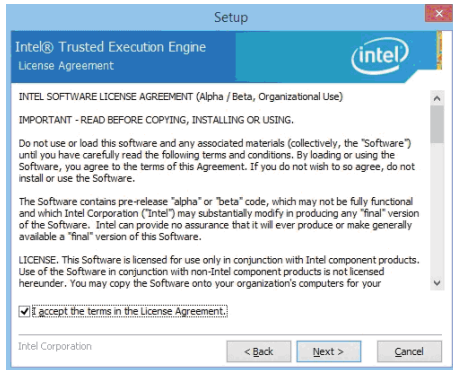 Setup
Intel® Trusted Execution Engine
License Agreement
intel
INTEL SOFTWARE LICENSE AGREEMENT (Alpha / Beta, Organizational Use)
IMPORTANT - READ BEFORE COPYING, INSTALLING OR USING.
Do not use or load this software and any associated materials (collectively, the "Software")
until you have carefully read the following terms and conditions. By loading or using the
Software, you agree to the terms of this Agreement. If you do not wish to so agree, do not
install or use the Software.
The Software contains pre-release "alpha" or "beta" code, which may not be fully functional
and which Intel Corporation ("Intel") may substantially modify in producing any "final" version
of the Software. Intel can provide no assurance that it will ever produce or make generally
available a "final" version of this Software.
LICENSE. This Software is licensed for use only in conjunction with Intel component products.
Use of the Software in conjunction with non-Intel component products is not licensed
hereunder. You may copy the Software onto your organization's computers for your
I accept the terms in the License Agreement.
Intel Corporation
< Back
Next >
Cancel